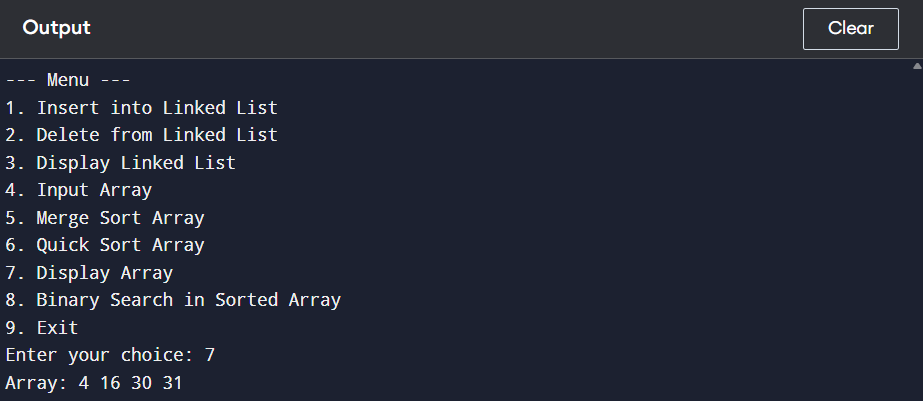 Output
Clear
--- Menu ---
1. Insert into Linked List
2. Delete from Linked List
3. Display Linked List
4. Input Array
5. Merge Sort Array
6. Quick Sort Array
7. Display Array
8. Binary Search in Sorted Array
9. Exit
Enter your choice: 7
Array: 4 16 30 31